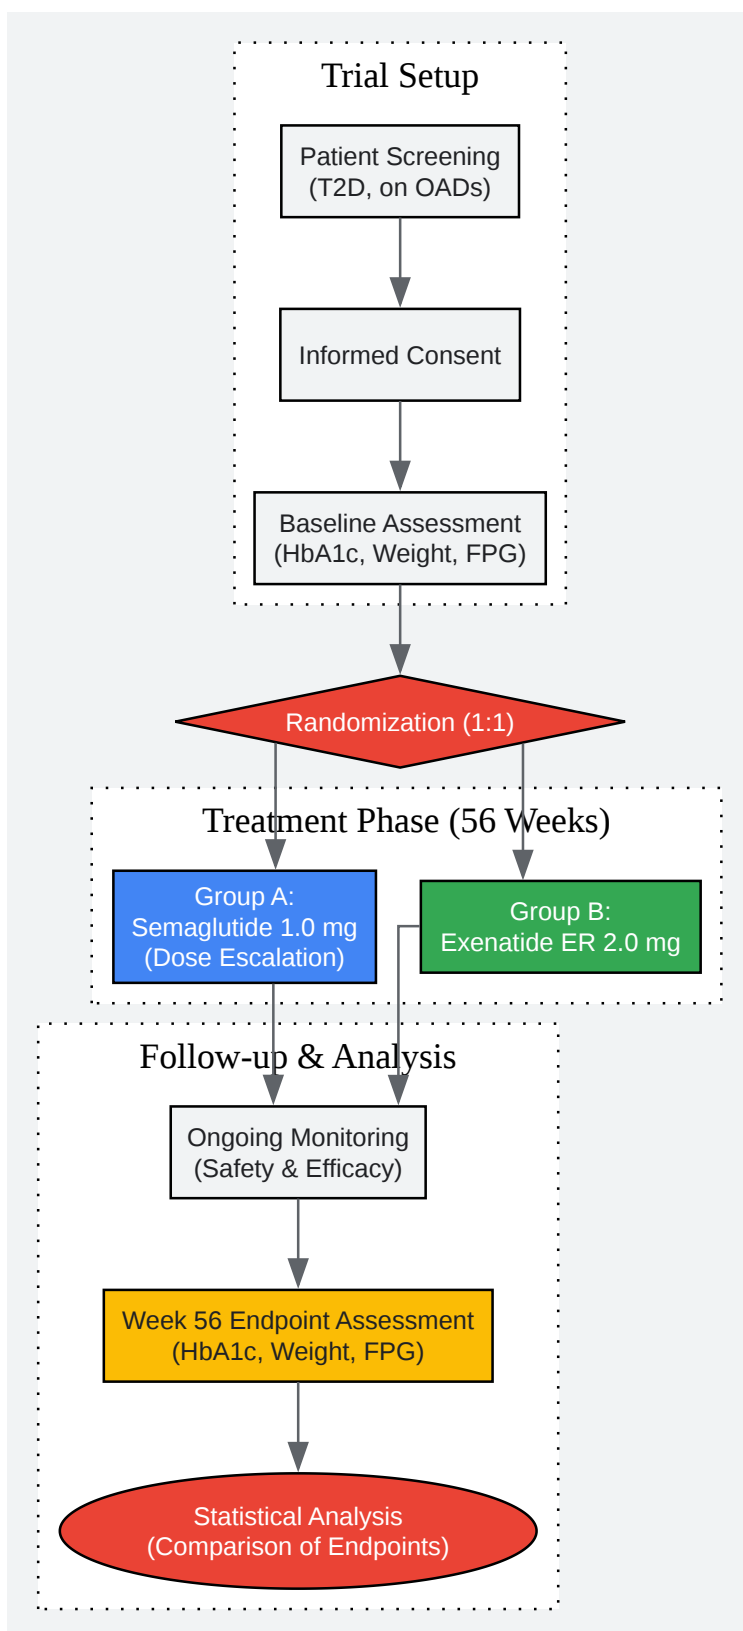 Trial Setup
Patient Screening
(T2D, on OADs)
Informed Consent
Baseline Assessment
(HbA1c, Weight, FPG)
Randomization (1:1)
Treatment Phase (56 Weeks)
Group A:
Semaglutide 1.0 mg
(Dose Escalation)
Group B:
Exenatide ER 2.0 mg
Follow-up & Analysis
Ongoing Monitoring
(Safety & Efficacy)
Week 56 Endpoint Assessment
(HbA1c, Weight, FPG)
Statistical Analysis
(Comparison of Endpoints)